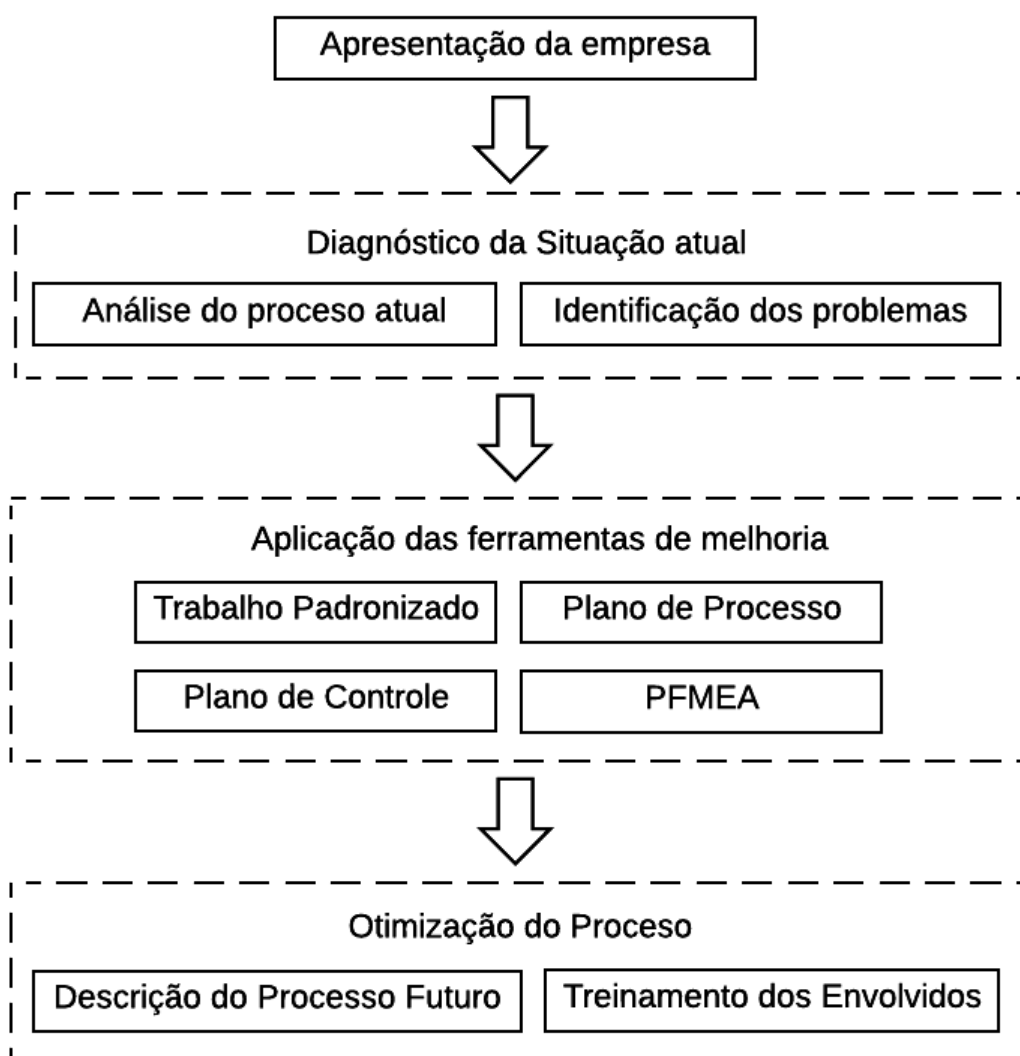 Apresentação da empresa
Diagnóstico da Situação atual
Análise do proceso atual
Identificação dos problemas
Aplicação das ferramentas de melhoria
Trabalho Padronizado
Plano de Processo
Plano de Controle
PFMEA
Otimização do Proceso
Descrição do Processo Futuro
Treinamento dos Envolvidos